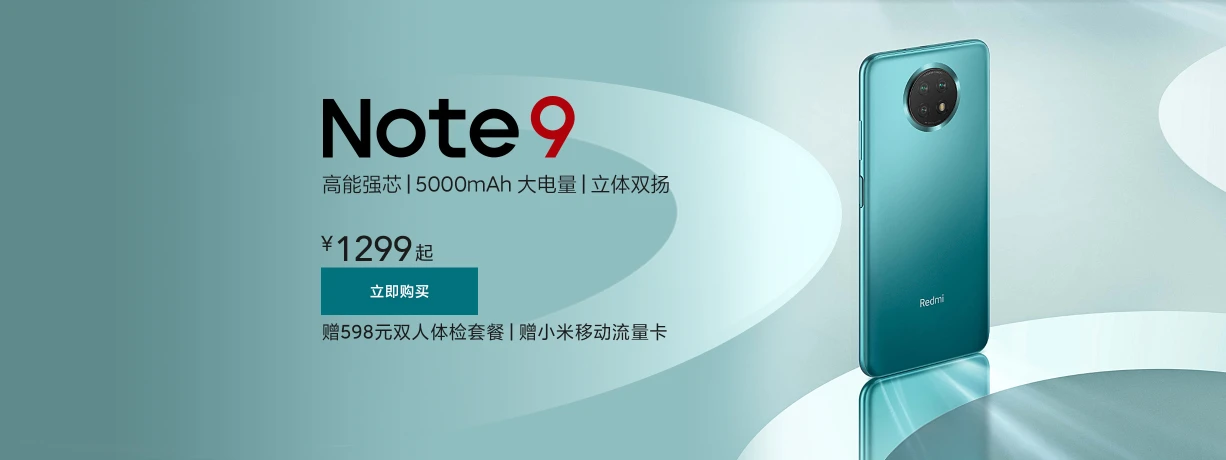 Note 9
高能强芯 | 5000mAh 大电量 | 立体双扬
¥1299起
立即购买
赠598元双人体检套餐 | 赠小米移动流量卡
Redmi